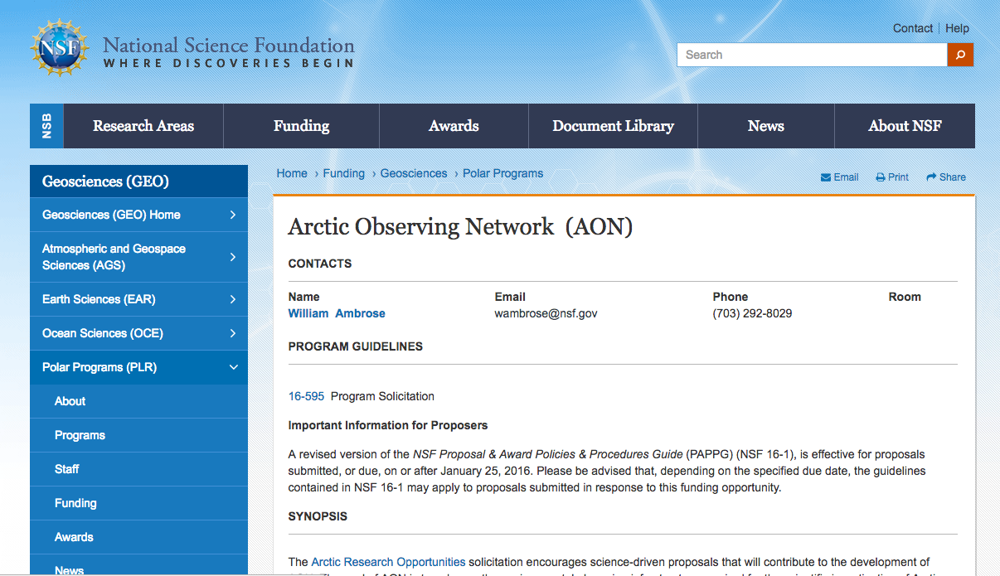 NSF
National Science Foundation
WHERE DISCOVERIES BEGIN
Contact Help
Search
NSB
Research Areas Funding Awards Document Library News About NSF
Geosciences (GEO)
Geosciences (GEO) Home
Atmospheric and Geospace
Sciences (AGS)
Earth Sciences (EAR)
Ocean Sciences (OCE)
Polar Programs (PLR)
About
Programs
Staff
Funding
Awards
News
Home › Funding › Geosciences › Polar Programs
Email Print Share
Arctic Observing Network (AON)
CONTACTS
Name Email Phone Room
William Ambrose wambrose@nsf.gov (703) 292-8029
PROGRAM GUIDELINES
16-595 Program Solicitation
Important Information for Proposers
A revised version of the NSF Proposal & Award Policies & Procedures Guide (PAPPG) (NSF 16-1), is effective for proposals
submitted, or due, on or after January 25, 2016. Please be advised that, depending on the specified due date, the guidelines
contained in NSF 16-1 may apply to proposals submitted in response to this funding opportunity.
SYNOPSIS
The Arctic Research Opportunities solicitation encourages science-driven proposals that will contribute to the development of